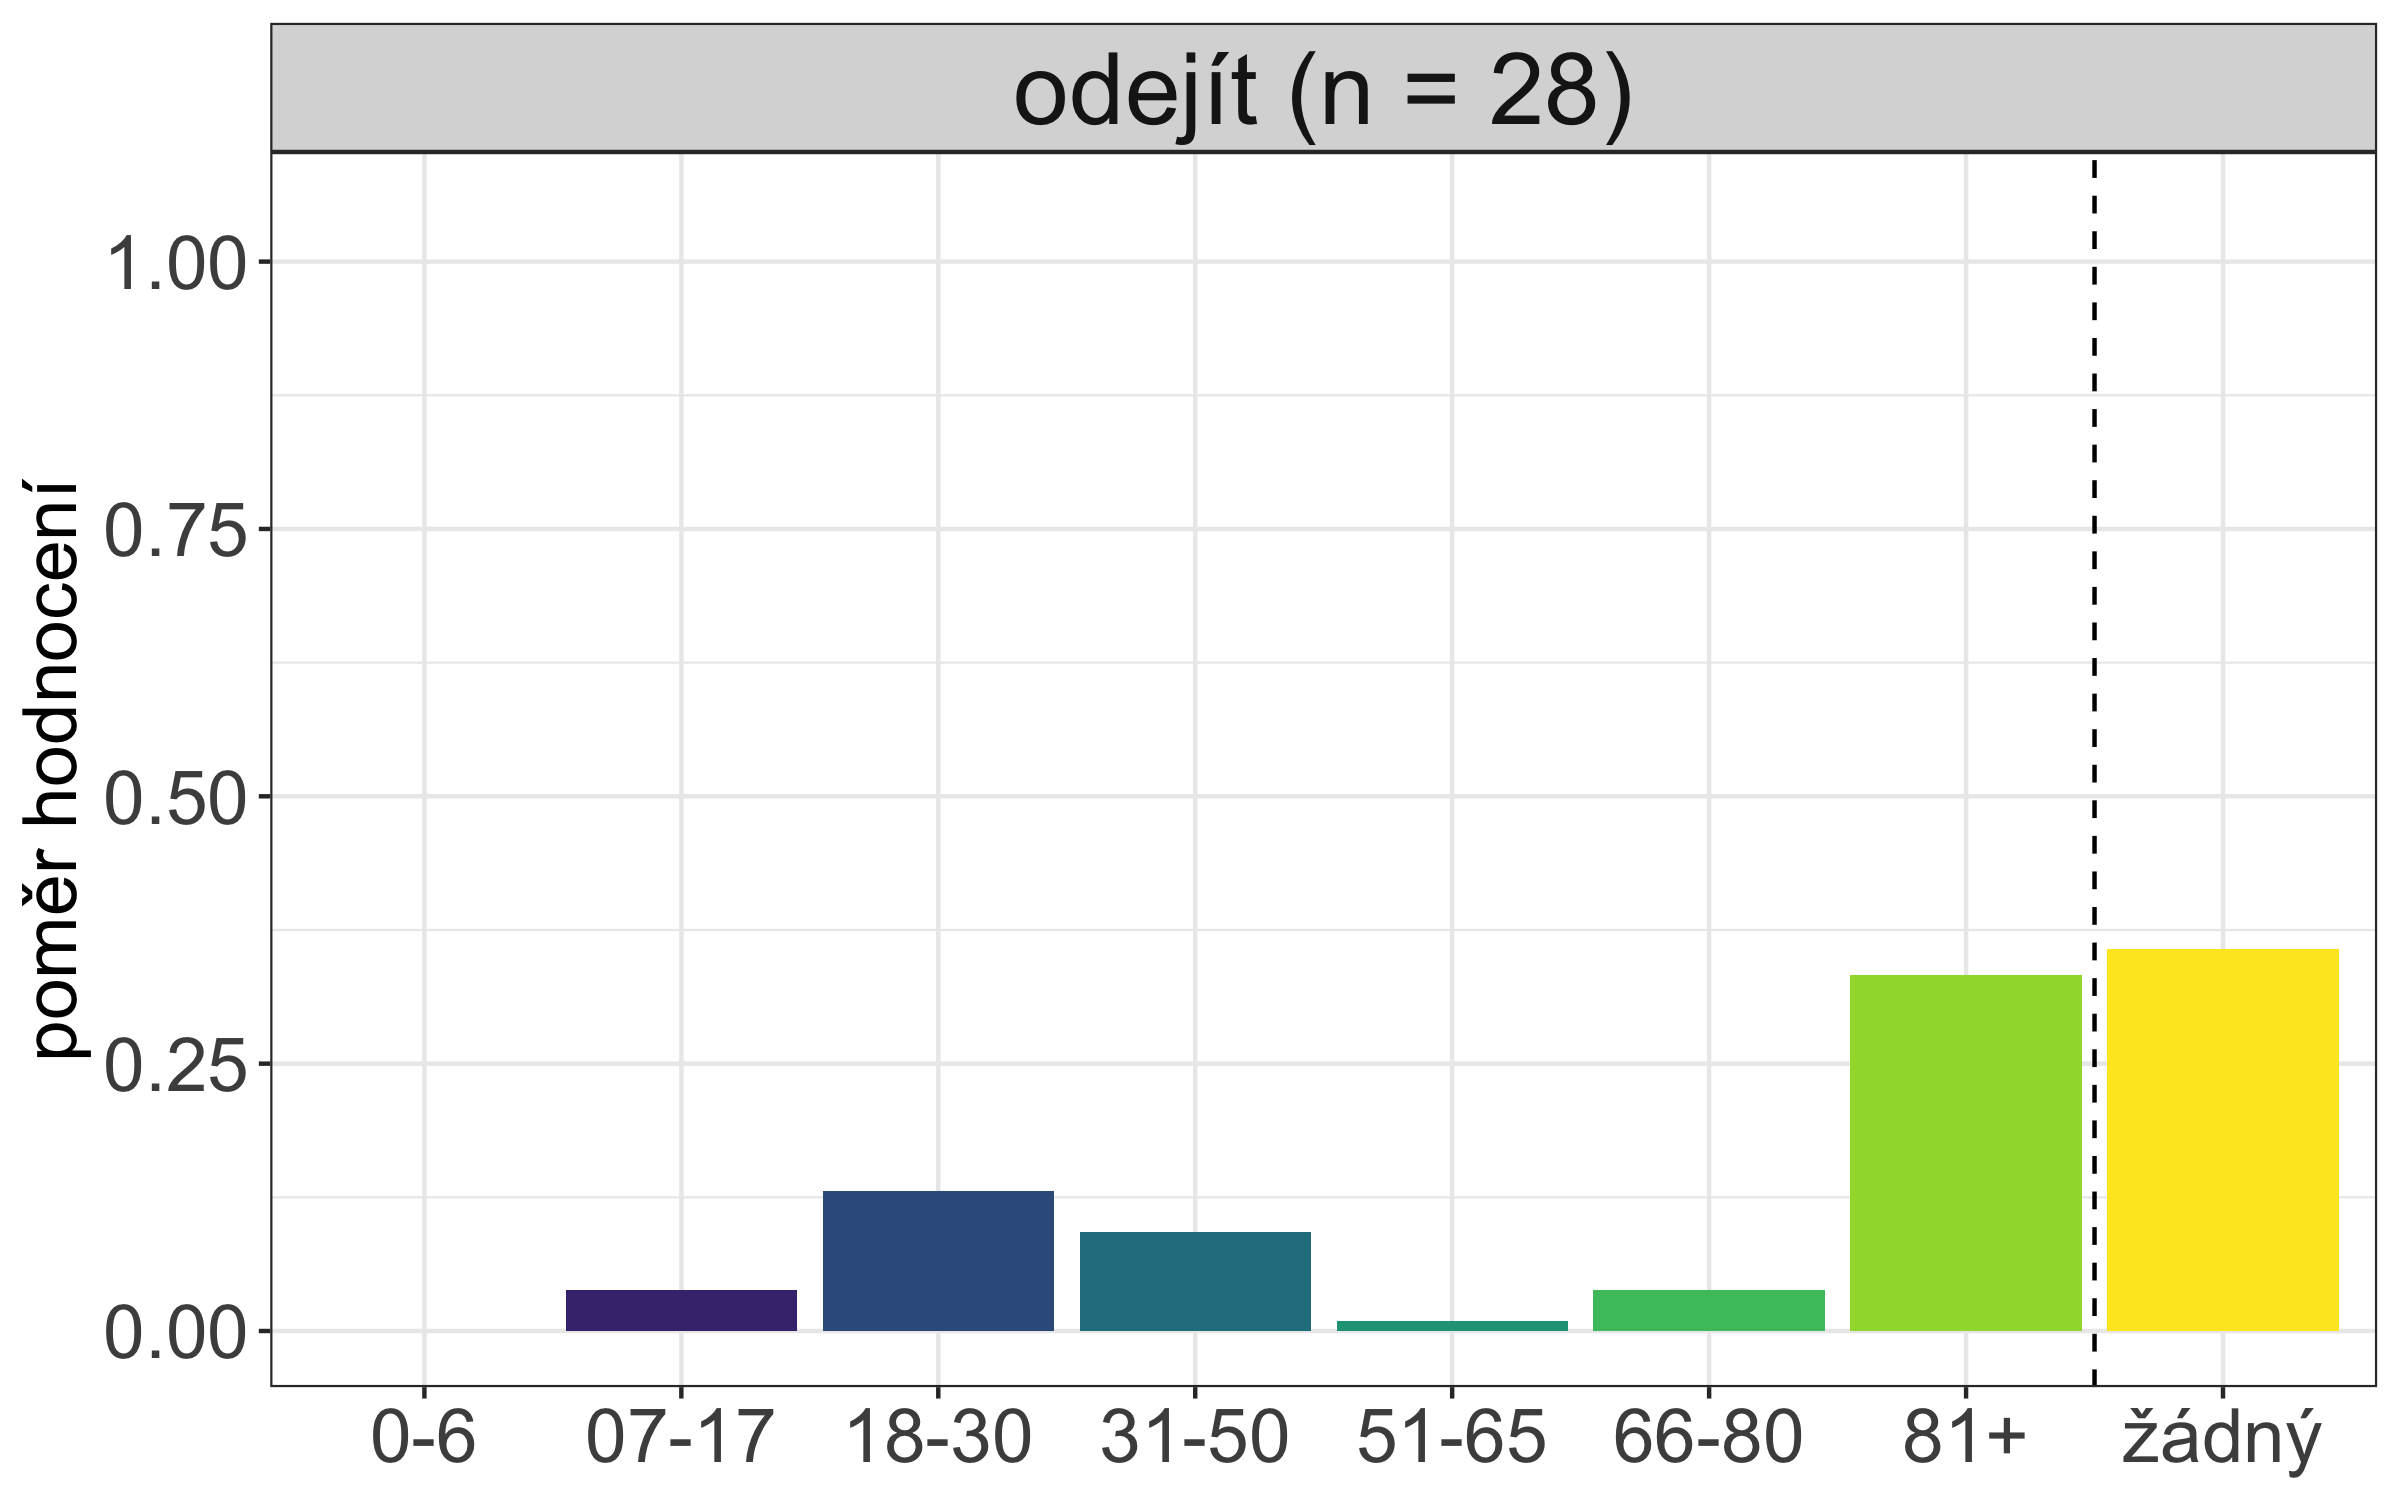 odejít (n = 28)
poměr hodnocení
1.00
0.75
0.50
0.25
0.00
0-6 07-17 18-30 31-50 51-65 66-80 81+ žádný